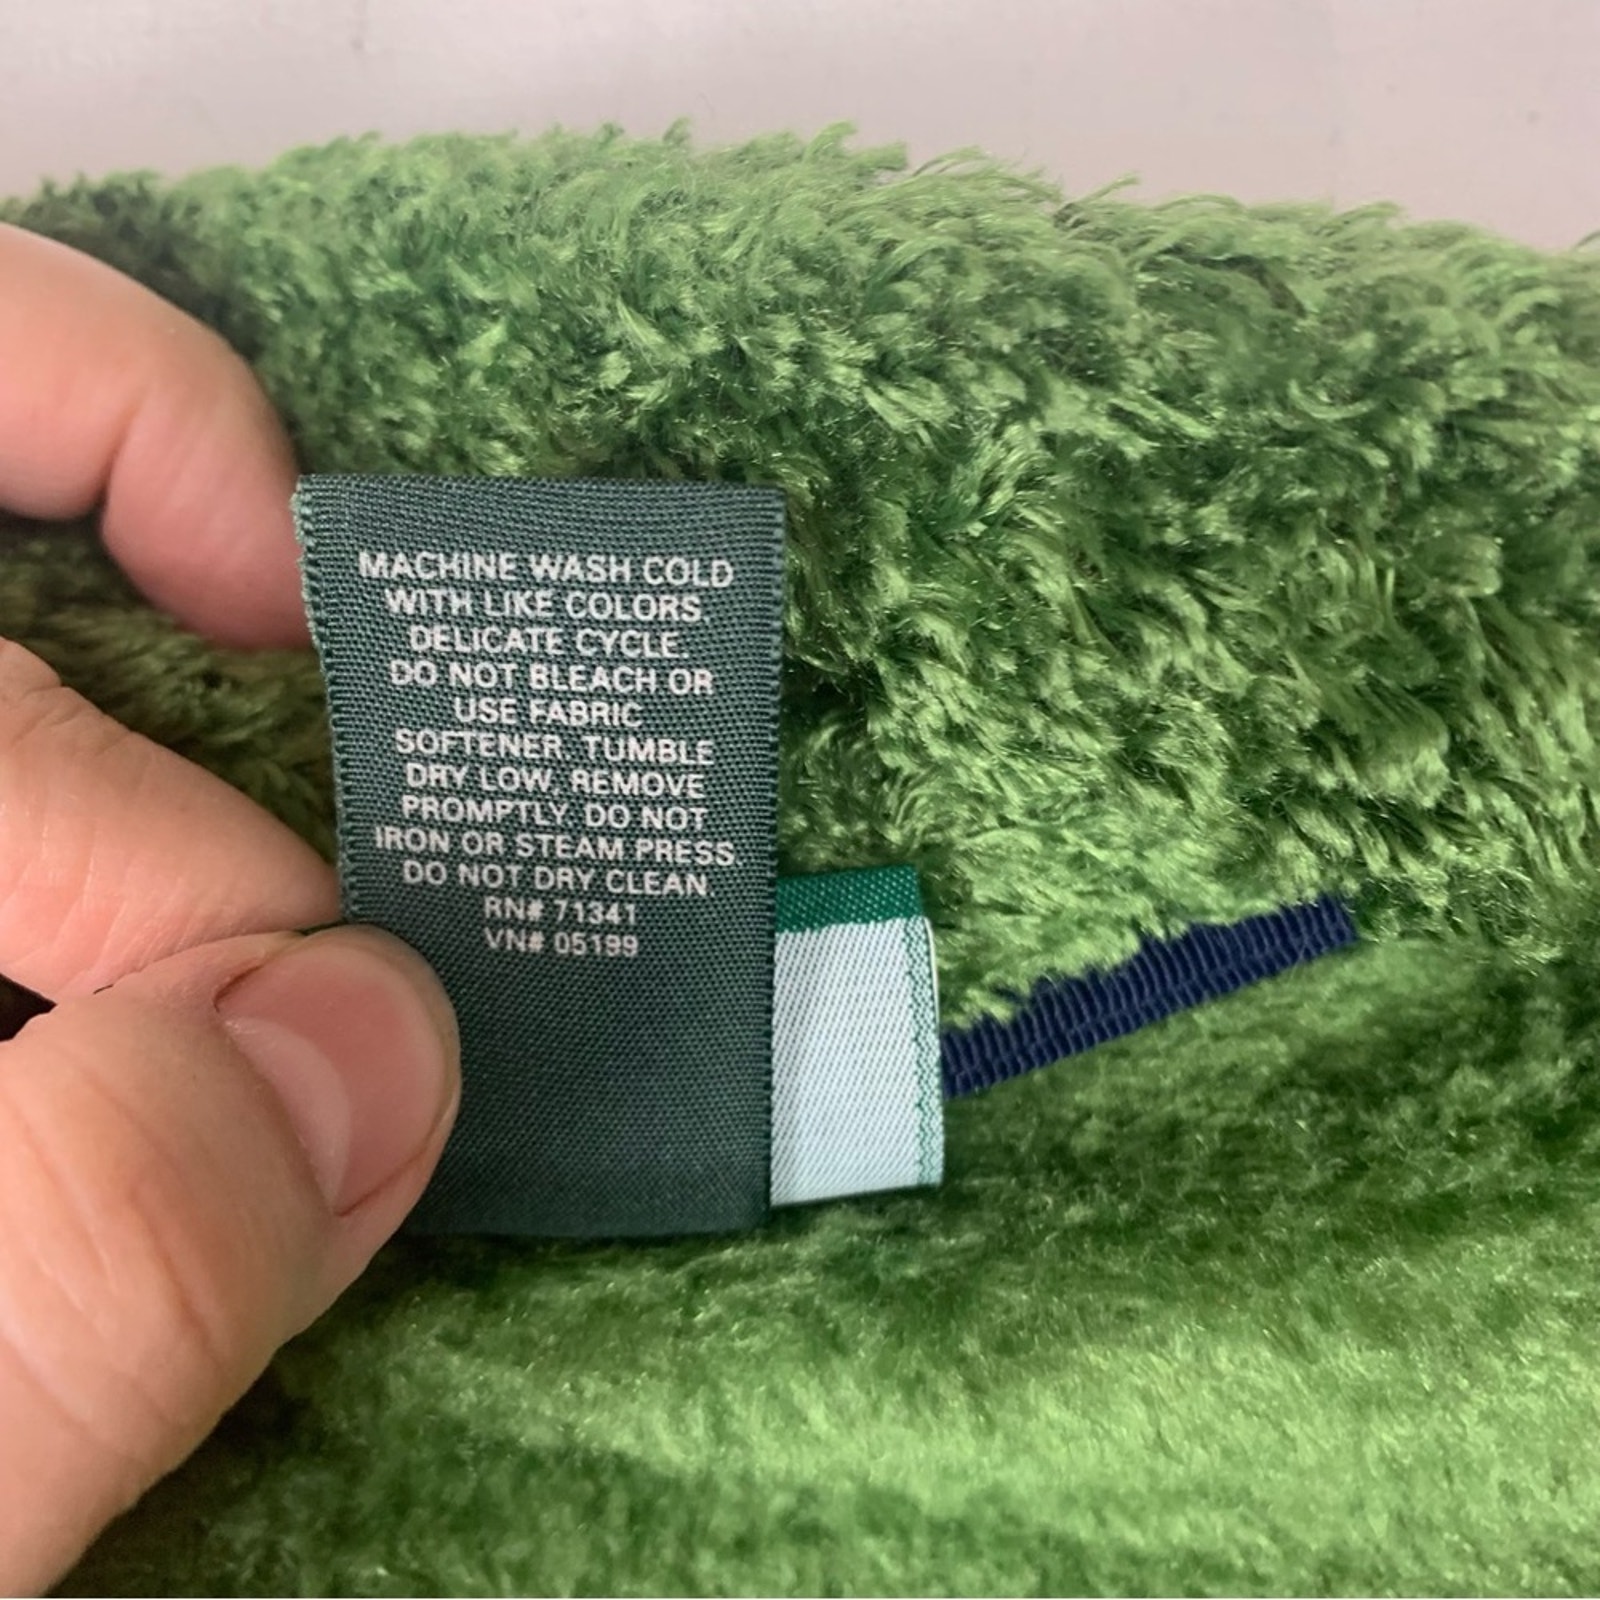 MACHINE WASH COLD
WITH LIKE COLORS.
DELICATE CYCLE.
DO NOT BLEACH OR
USE FABRIC
SOFTENER. TUMBLE
DRY LOW, REMOVE
PROMPTLY. DO NOT
IRON OR STEAM PRESS
DO NOT DRY CLEAN.
RN# 71341
VN# 05199